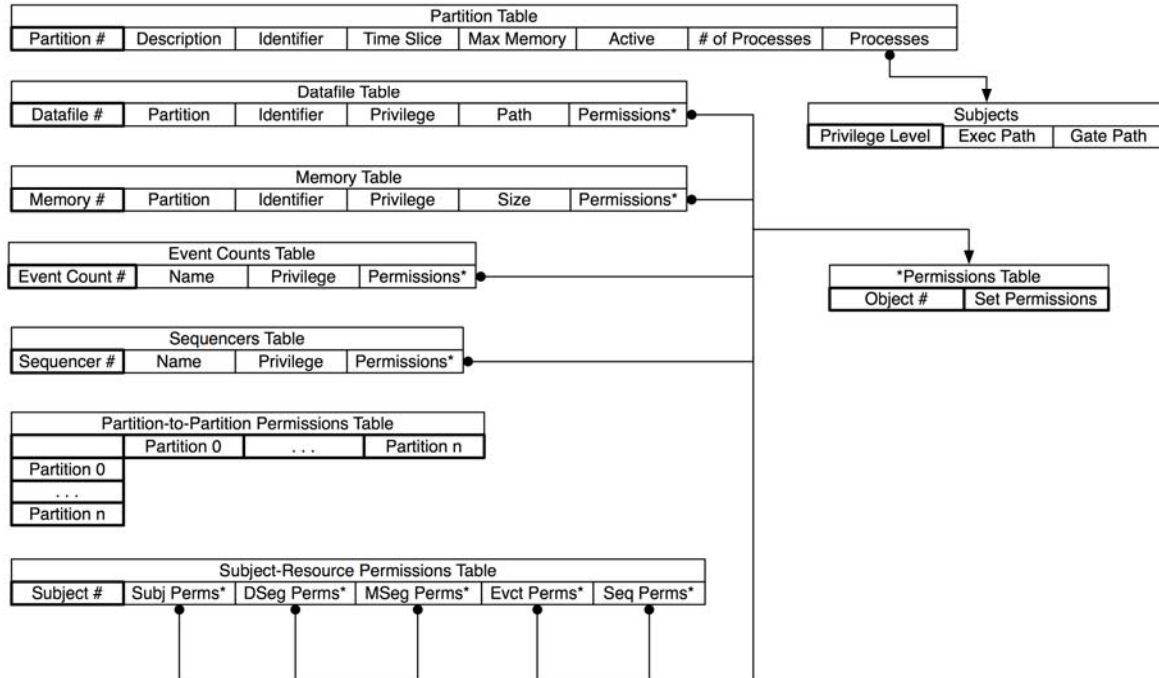 Partition Table
Partition # Description Identifier Time Slice Max Memory Active # of Processes Processes
Datafile Table
Datafile # Partition Identifier Privilege Path Permissions*
Subjects
Privilege Level Exec Path Gate Path
Memory Table
Memory # Partition Identifier Privilege Size Permissions*
Event Counts Table
Event Count # Name Privilege Permissions*
*Permissions Table
Object # Set Permissions
Sequencers Table
Sequencer # Name Privilege Permissions*
Partition-to-Partition Permissions Table
Partition 0 . . . Partition n
Partition 0
. . .
Partition n
Subject-Resource Permissions Table
Subject # Subj Perms* DSeg Perms* MSeg Perms* Evct Perms* Seq Perms*